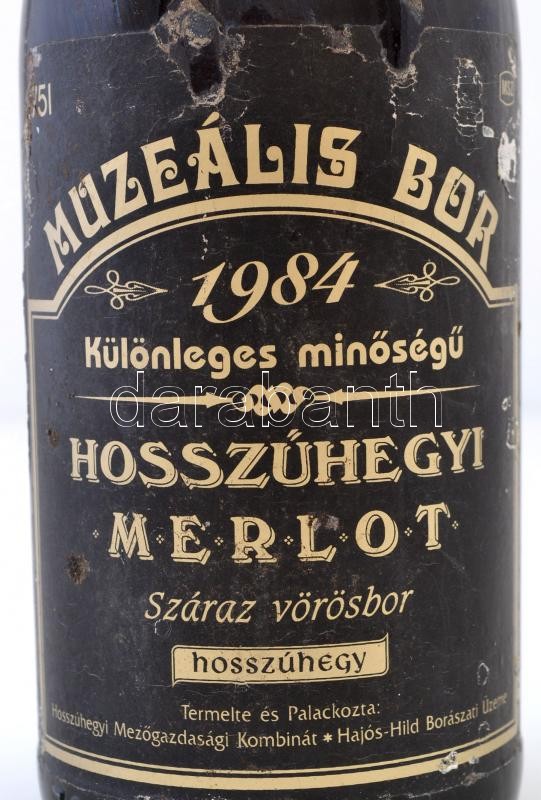 MUZEÁLIS BOR
1984
Különleges minőségű
darabanth
HOSSZÚHEGYI
M·E·R·L·O·T
Száraz vörösbor
hosszúhegy
Termelte és Palackozta:
Hosszúhegyi Mezőgazdasági Kombinát * Hajós-Hild Borászati Üzeme